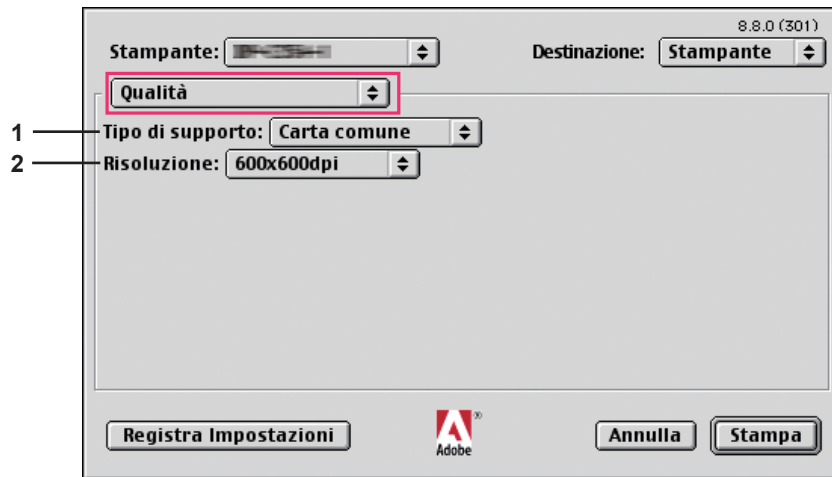 8.8.0 (301)
Stampante: Destinazione: Stampante
Qualità
1 Tipo di supporto: Carta comune
2 Risoluzione: 600x600dpi
Registra Impostazioni Adobe ® Annulla Stampa